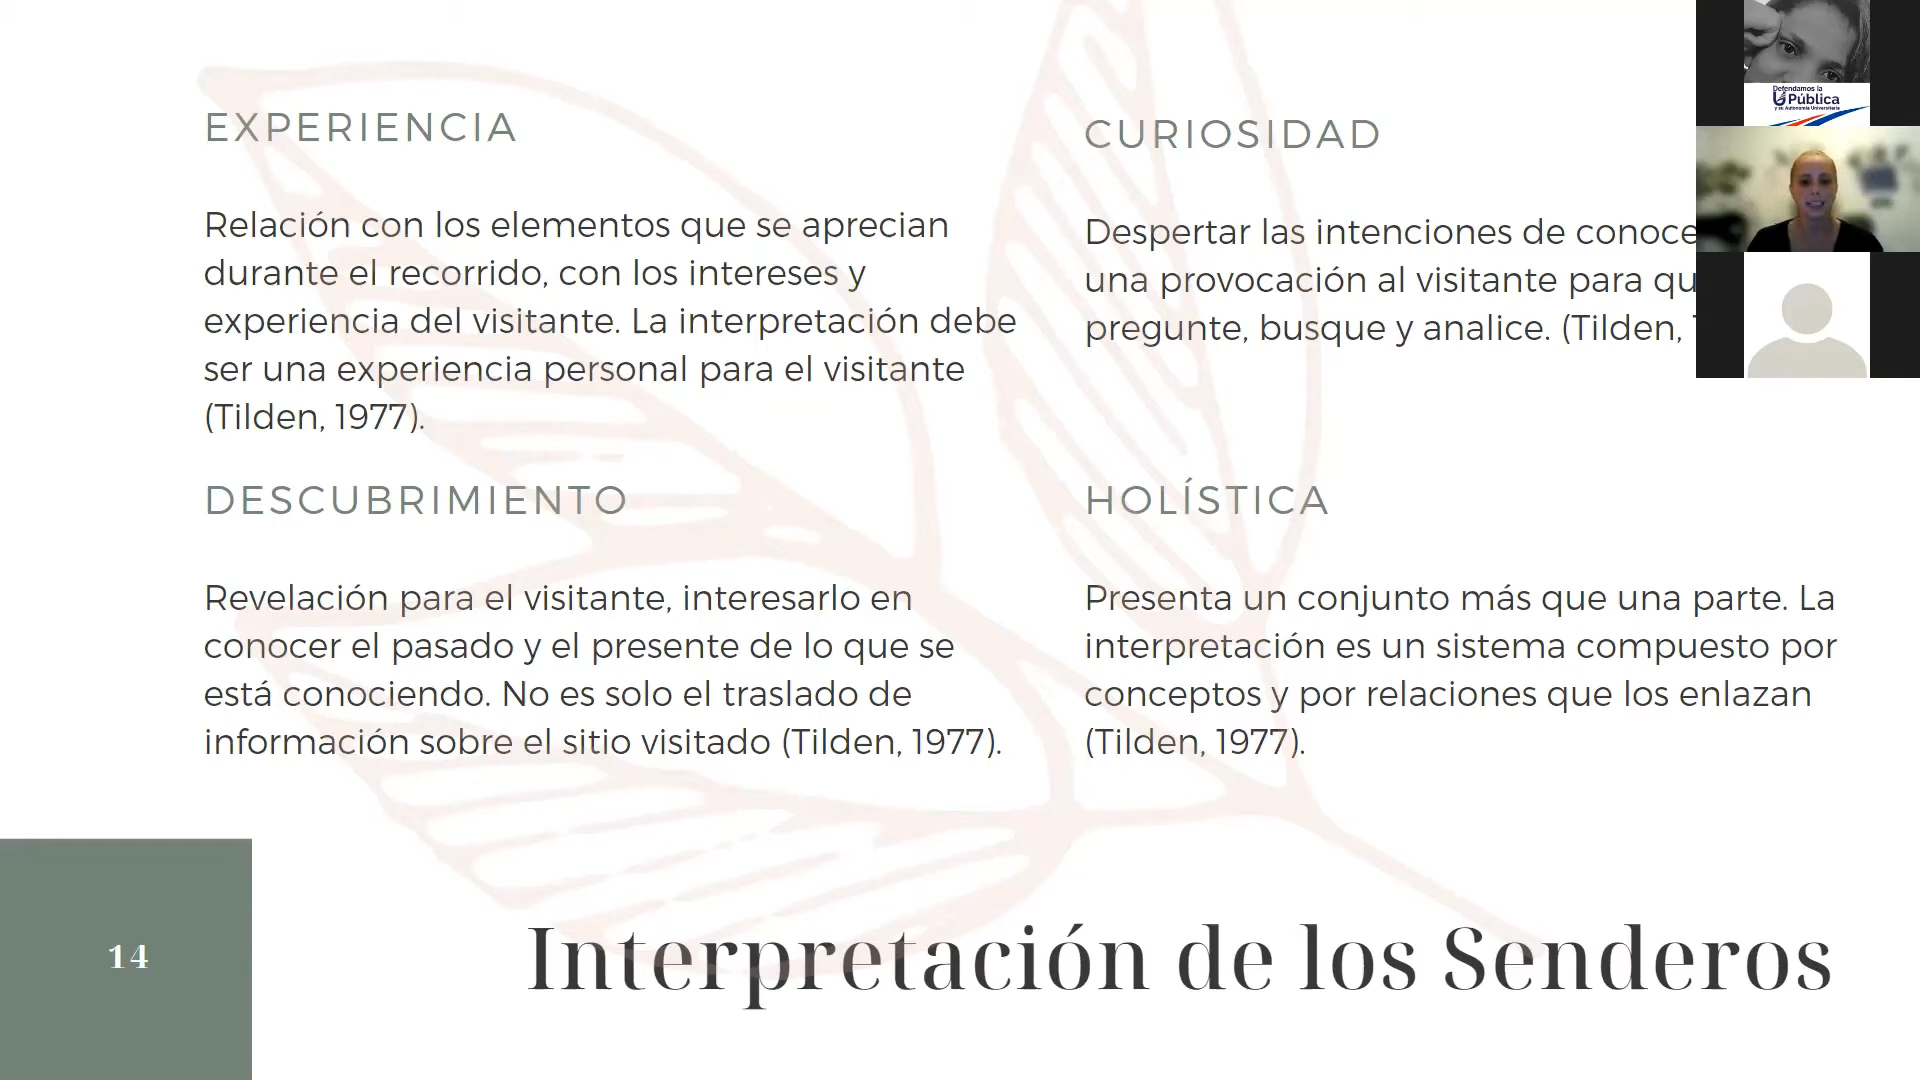 EXPERIENCIA
Relación con los elementos que se aprecian
durante el recorrido, con los intereses y
experiencia del visitante. La interpretación debe
ser una experiencia personal para el visitante
(Tilden, 1977).
CURIOSIDAD
Despertar las intenciones de
una provocación al visitante para
pregunte, busque y analice. (Tilden,
DESCUBRIMIENTO
Revelación para el visitante, interesarlo en
conocer el pasado y el presente de lo que se
está conociendo. No es solo el traslado de
información sobre el sitio visitado (Tilden, 1977).
HOLÍSTICA
Presenta un conjunto más que una parte. La
interpretación es un sistema compuesto por
conceptos y por relaciones que los enlazan
(Tilden, 1977).
14
Interpretación de los Senderos
Defendamos la
U Pública
y su Autonomía Universitaria